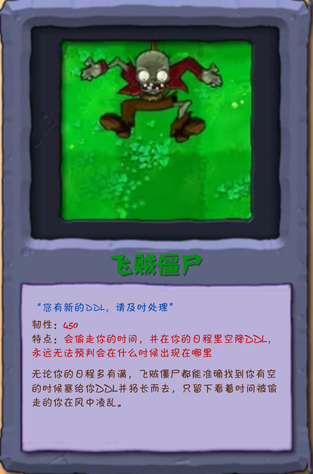 飞贼僵尸
“您有新的DDL，请及时处理”
韧性：450
特点：会偷走你的时间，并在你的日程里空降DDL，
永远无法预判会在什么时候出现在哪里
无论你的日程多有满，飞贼僵尸都能准确找到你有空
的时候塞给你DDL并扬长而去，只留下看着时间被偷
走的你在风中凌乱。